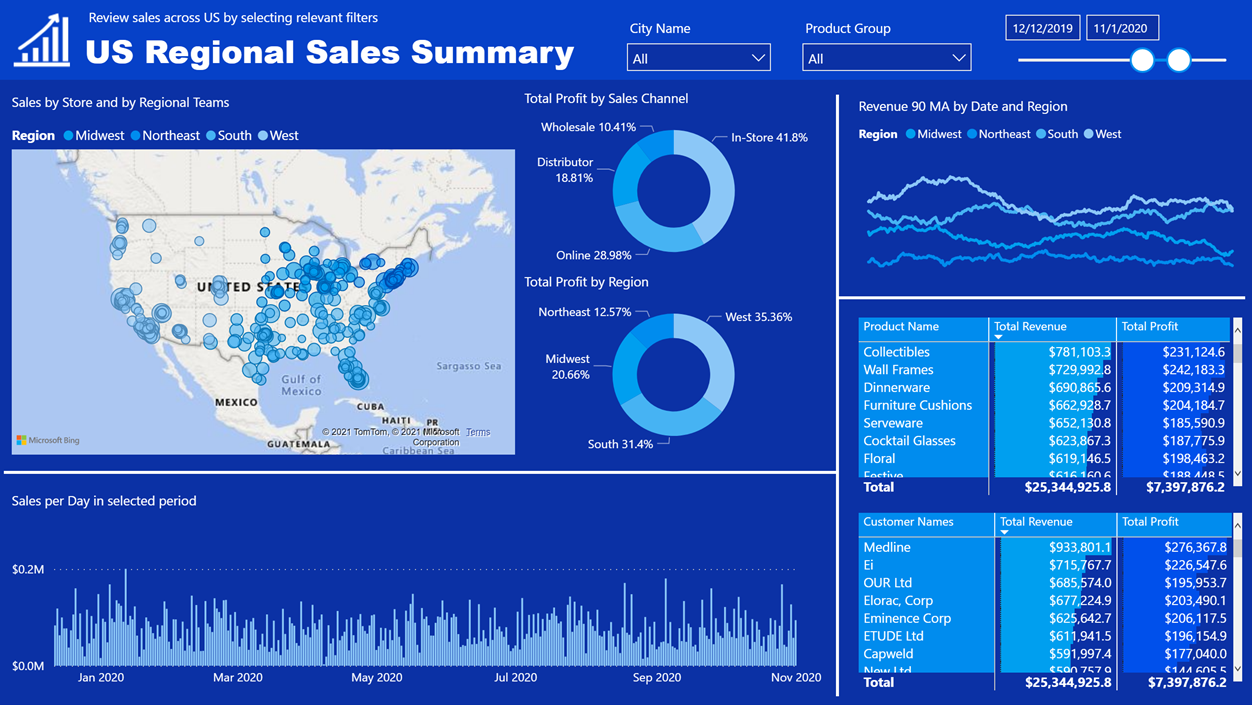 Review sales across US by selecting relevant filters
US Regional Sales Summary
City Name
All
Product Group
All
12/12/2019
11/1/2020
Sales by Store and by Regional Teams
Region Midwest Northeast South West
UNITED STATES
MEXICO
Gulf of
Mexico
Sargasso Sea
CUBA
HAITI
PR
GUATEMALA
Caribbean Sea
Microsoft Bing
© 2021 TomTom, © 2021 Microsoft
Corporation
Terms
Total Profit by Sales Channel
Wholesale 10.41%
In-Store 41.8%
Distributor
18.81%
Online 28.98%
Total Profit by Region
Northeast 12.57%
West 35.36%
Midwest
20.66%
South 31.4%
Revenue 90 MA by Date and Region
Region Midwest Northeast South West
Product Name Total Revenue Total Profit
Collectibles $781,103.3 $231,124.6
Wall Frames $729,992.8 $242,183.3
Dinnerware $690,865.6 $209,314.9
Furniture Cushions $662,928.7 $204,184.7
Serveware $652,130.8 $185,590.9
Cocktail Glasses $623,867.3 $187,775.9
Floral $619,146.5 $198,463.2
Festive $616,160.6 $188,448.5
Total $25,344,925.8 $7,397,876.2
Customer Names Total Revenue Total Profit
Medline $933,801.1 $276,367.8
Ei $715,767.7 $226,547.6
OUR Ltd $685,574.0 $195,953.7
Elorac, Corp $677,224.9 $203,490.1
Eminence Corp $625,642.7 $206,117.5
ETUDE Ltd $611,941.5 $196,154.9
Capweld $591,997.4 $177,040.0
New Ltd $590,757.9 $144,605.5
Total $25,344,925.8 $7,397,876.2
Sales per Day in selected period
$0.2M
$0.0M
Jan 2020 Mar 2020 May 2020 Jul 2020 Sep 2020 Nov 2020